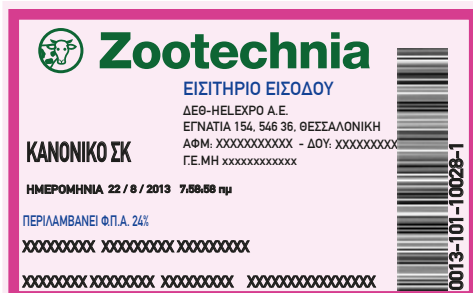 Zootechnia
ΕΙΣΙΤΗΡΙΟ ΕΙΣΟΔΟΥ
ΔΕΘ-HELEXPO Α.Ε.
ΕΓΝΑΤΙΑ 154, 546 36, ΘΕΣΣΑΛΟΝΙΚΗ
ΑΦΜ: XXXXXXXXXXX - ΔΟΥ: XXXXXXXXX
Γ.Ε.ΜΗ xxxxxxxxxxxx
ΚΑΝΟΝΙΚΟ ΣΚ
ΗΜΕΡΟΜΗΝΙΑ 22 / 8 / 2013 7:58:58 πμ
ΠΕΡΙΛΑΜΒΑΝΕΙ Φ.Π.Α. 24%
XXXXXXXXX XXXXXXXXX XXXXXXXXX
XXXXXXXX XXXXXXXX XXXXXXXXX XXXXXXXXXXXXXXXX
0013-101-10028-1